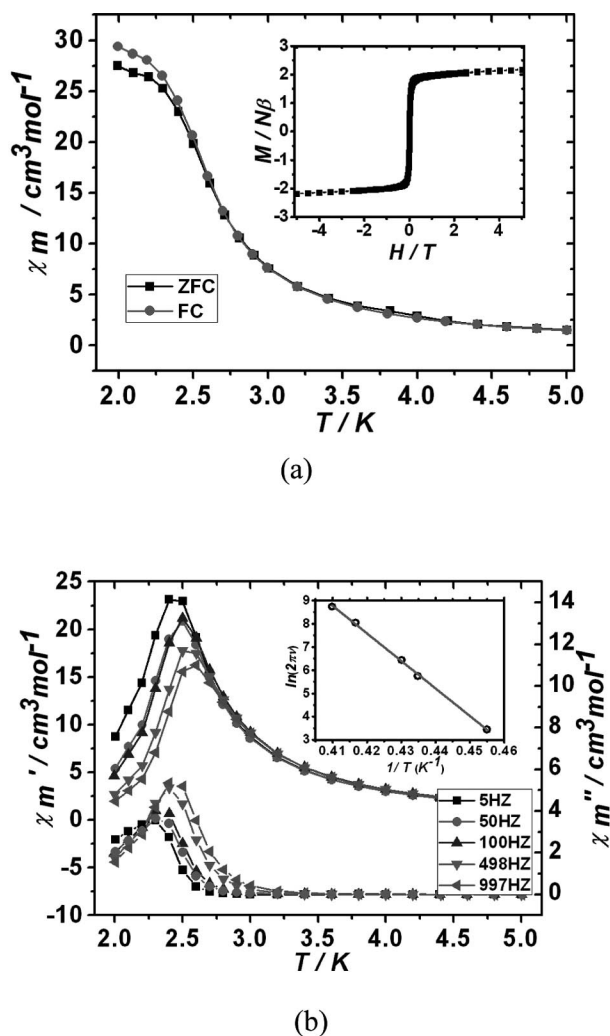 (a)
χm / cm³mol⁻¹
30
25
20
15
10
5
0
2.0 2.5 3.0 3.5 4.0 4.5 5.0
T / K
ZFC
FC
M / Nβ
3
2
1
0
-1
-2
-3
-4 -2 0 2 4
H / T
(a)
χm' / cm³mol⁻¹
25
20
15
10
5
0
-5
-10
2.0 2.5 3.0 3.5 4.0 4.5 5.0
T / K
ln(2πν)
9
8
7
6
5
4
3
0.41 0.42 0.43 0.44 0.45 0.46
1/ T (K⁻¹)
5HZ
50HZ
100HZ
498HZ
997HZ
14
12
10
8
6
4
2
0
χm'' / cm³mol⁻¹
(b)